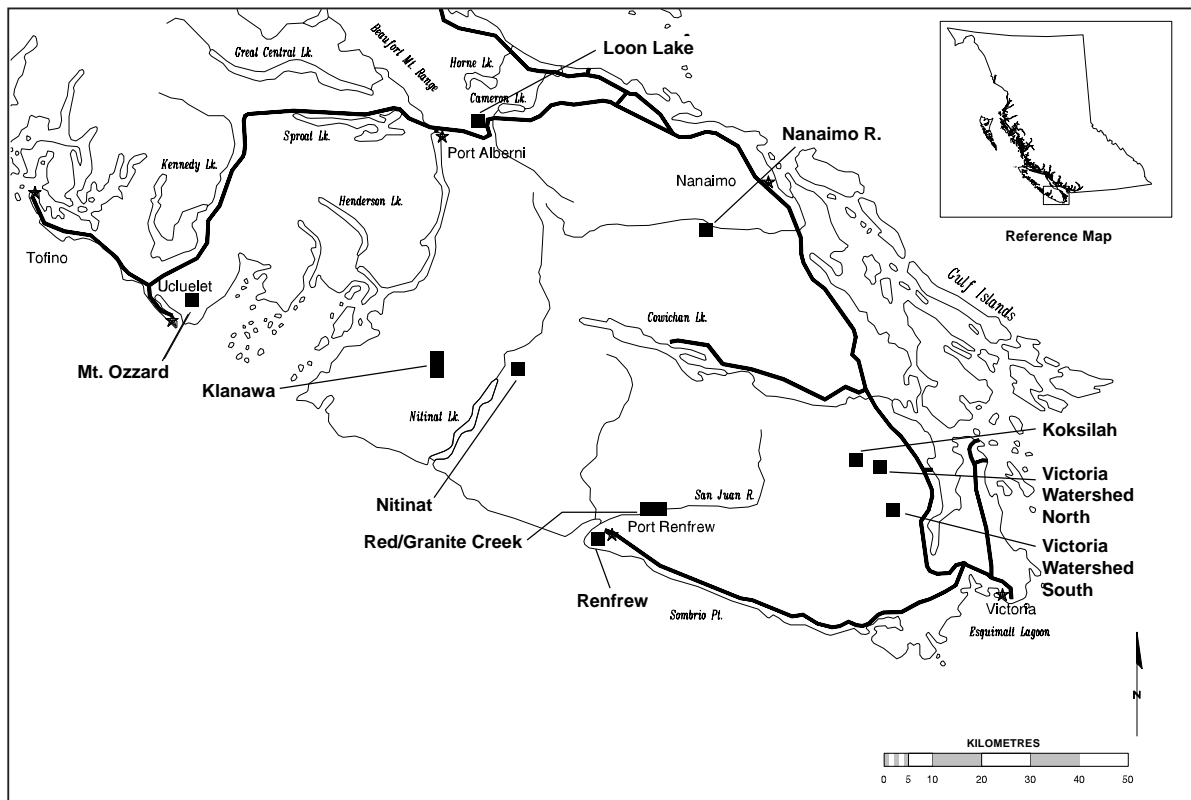 Great Central Lk.
Beaufort Mt. Range
Horne Lk.
Loon Lake
Cameron Lk.
Sproat Lk.
Port Alberni
Nanaimo R.
Kennedy Lk.
Nanaimo
Henderson Lk.
Reference Map
Tofino
Ucluelet
Gulf Islands
Cowichan Lk.
Mt. Ozzard
Klanawa
Nitinat Lk.
Koksilah
Victoria
Watershed
North
Nitinat
San Juan R.
Port Renfrew
Red/Granite Creek
Victoria
Watershed
South
Renfrew
Sombrio Pt.
Victoria
Esquimalt Lagoon
N
KILOMETRES
0 5 10 20 30 40 50